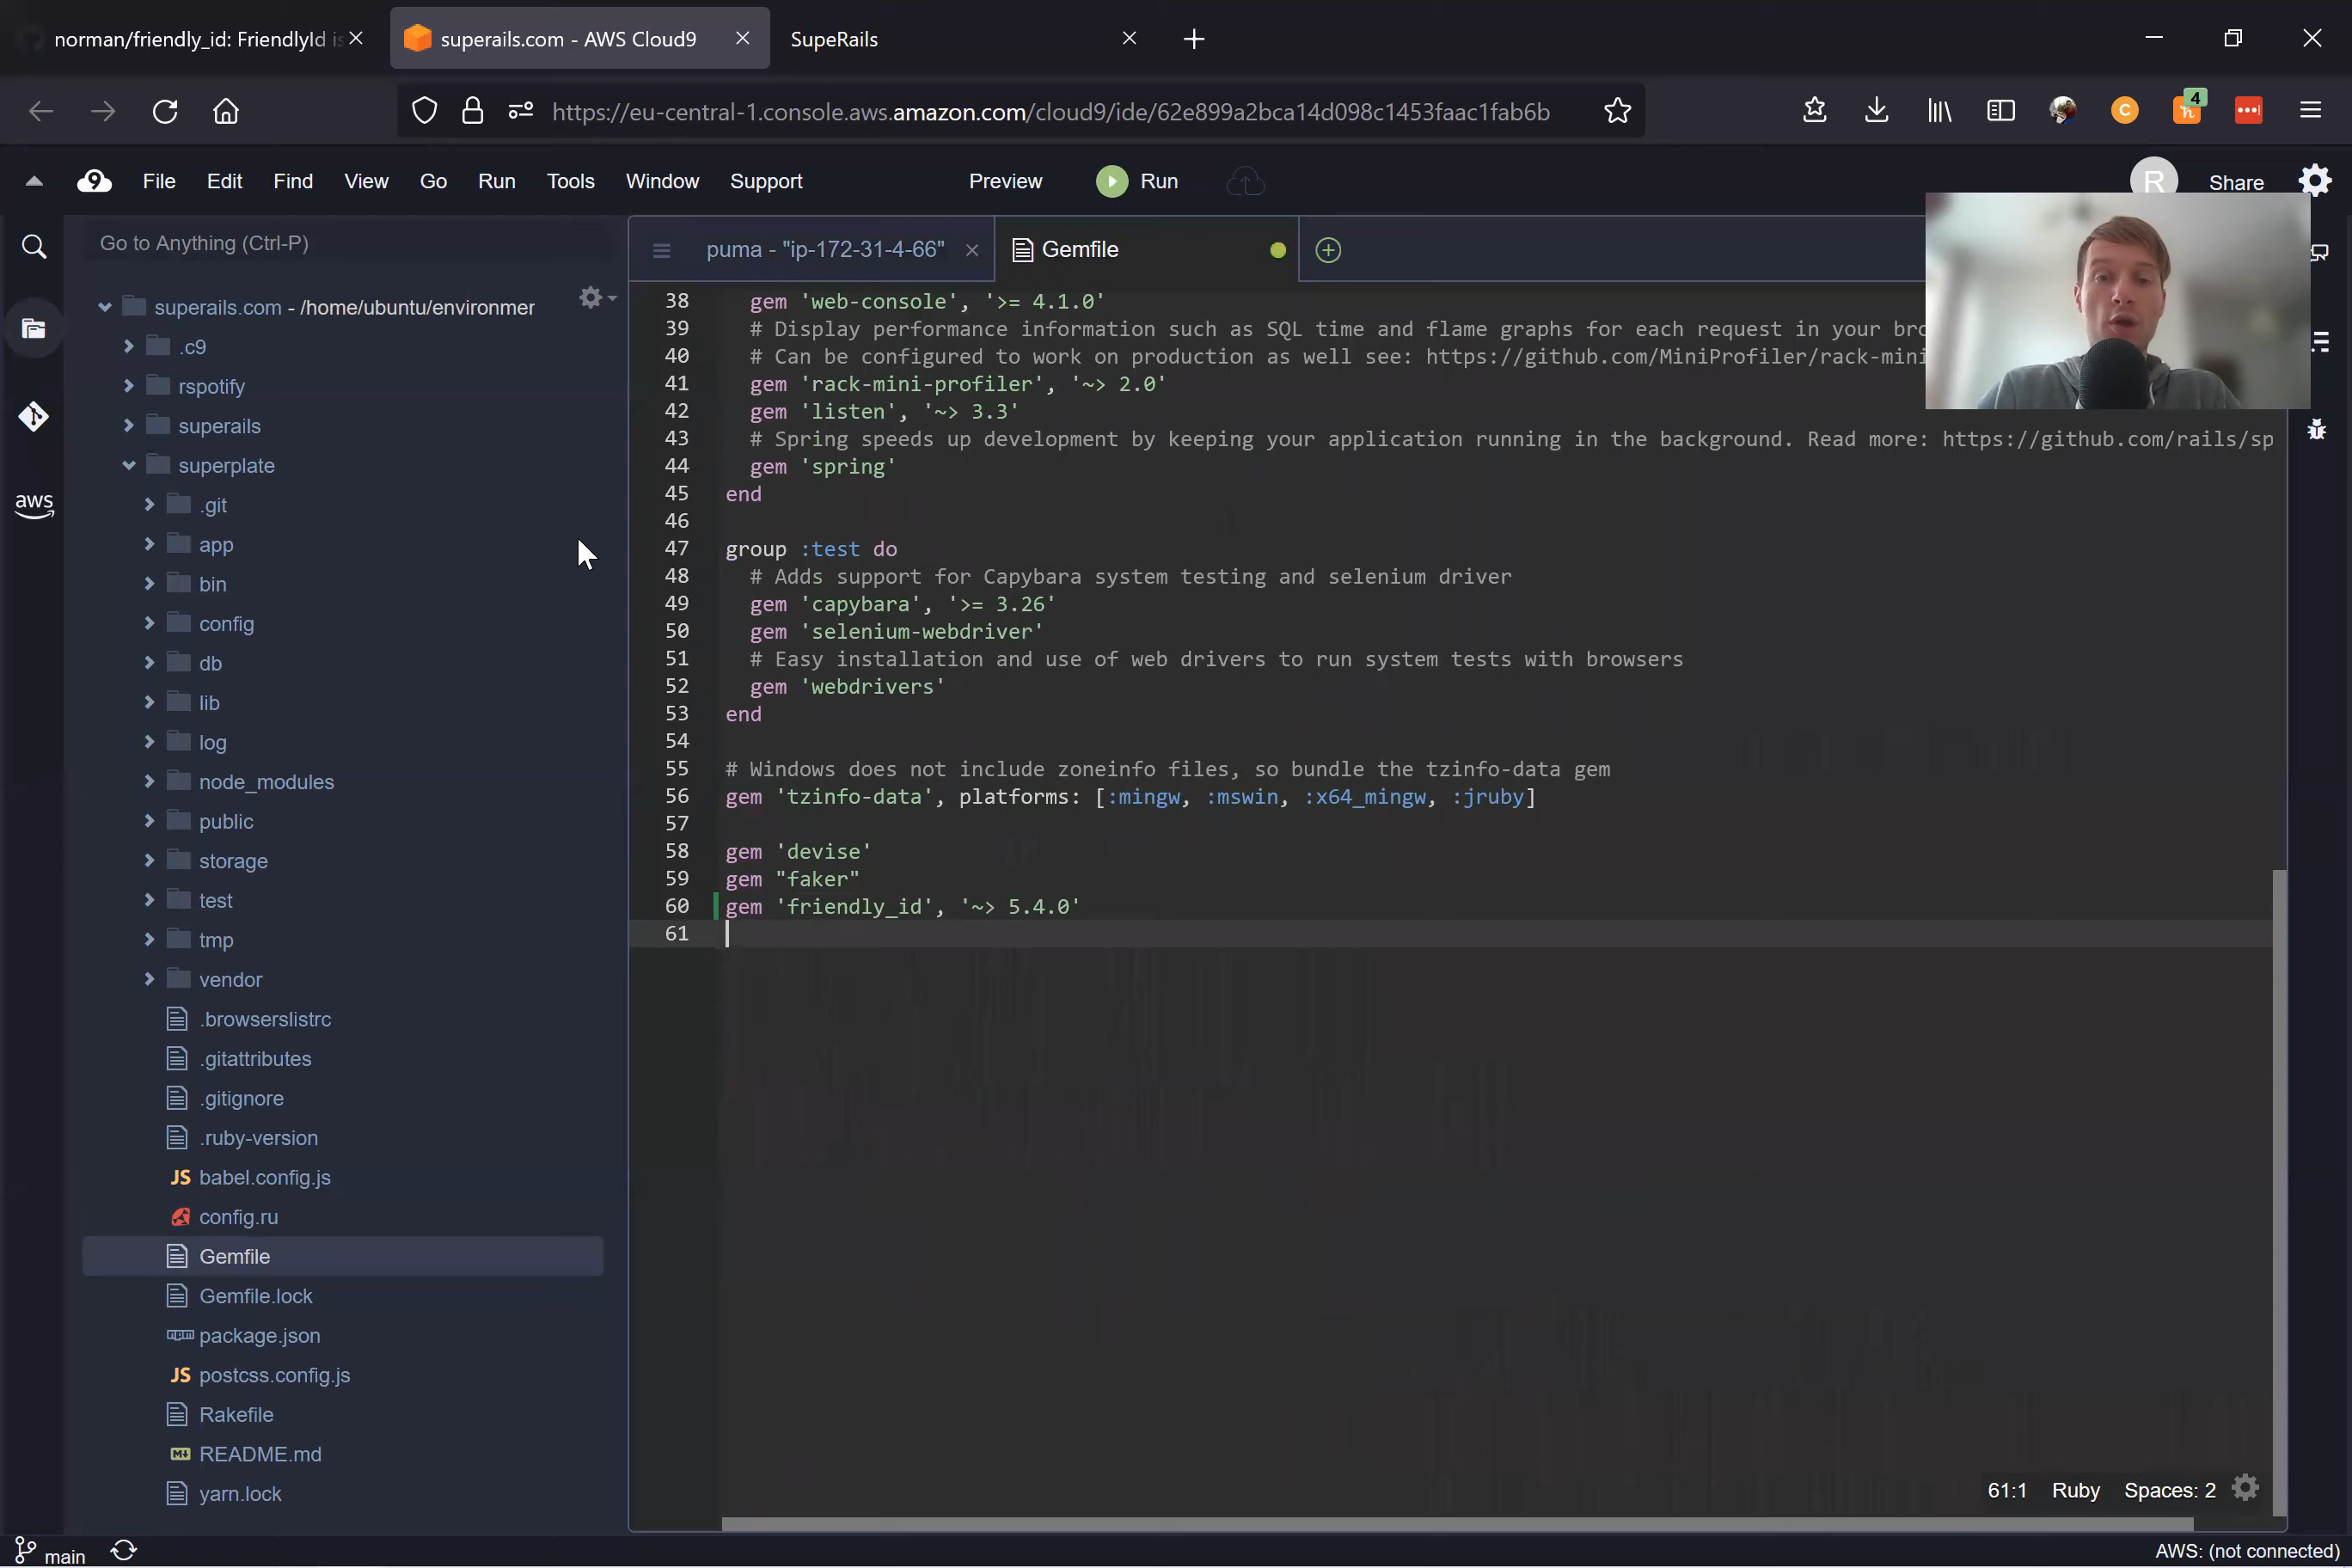 norman/friendly_id: FriendlyId is
superails.com - AWS Cloud9
SupeRails
https://eu-central-1.console.aws.amazon.com/cloud9/ide/62e899a2bca14d098c1453faac1fab6b
C
4
File Edit Find View Go Run Tools Window Support Preview Run
R Share
Go to Anything (Ctrl-P)
puma - "ip-172-31-4-66"
Gemfile
superails.com - /home/ubuntu/environmer
.c9
rspotify
superails
superplate
.git
app
bin
config
db
lib
log
node_modules
public
storage
test
tmp
vendor
.browserslistrc
.gitattributes
.gitignore
.ruby-version
JS babel.config.js
config.ru
Gemfile
Gemfile.lock
package.json
JS postcss.config.js
Rakefile
README.md
yarn.lock
aws
38 gem 'web-console', '>= 4.1.0'
39 # Display performance information such as SQL time and flame graphs for each request in your bro
40 # Can be configured to work on production as well see: https://github.com/MiniProfiler/rack-mini
41 gem 'rack-mini-profiler', '~> 2.0'
42 gem 'listen', '~> 3.3'
43 # Spring speeds up development by keeping your application running in the background. Read more: https://github.com/rails/sp
44 gem 'spring'
45 end
46
47 group :test do
48 # Adds support for Capybara system testing and selenium driver
49 gem 'capybara', '>= 3.26'
50 gem 'selenium-webdriver'
51 # Easy installation and use of web drivers to run system tests with browsers
52 gem 'webdrivers'
53 end
54
55 # Windows does not include zoneinfo files, so bundle the tzinfo-data gem
56 gem 'tzinfo-data', platforms: [:mingw, :mswin, :x64_mingw, :jruby]
57
58 gem 'devise'
59 gem "faker"
60 gem 'friendly_id', '~> 5.4.0'
61
61:1 Ruby Spaces: 2
main
AWS: (not connected)